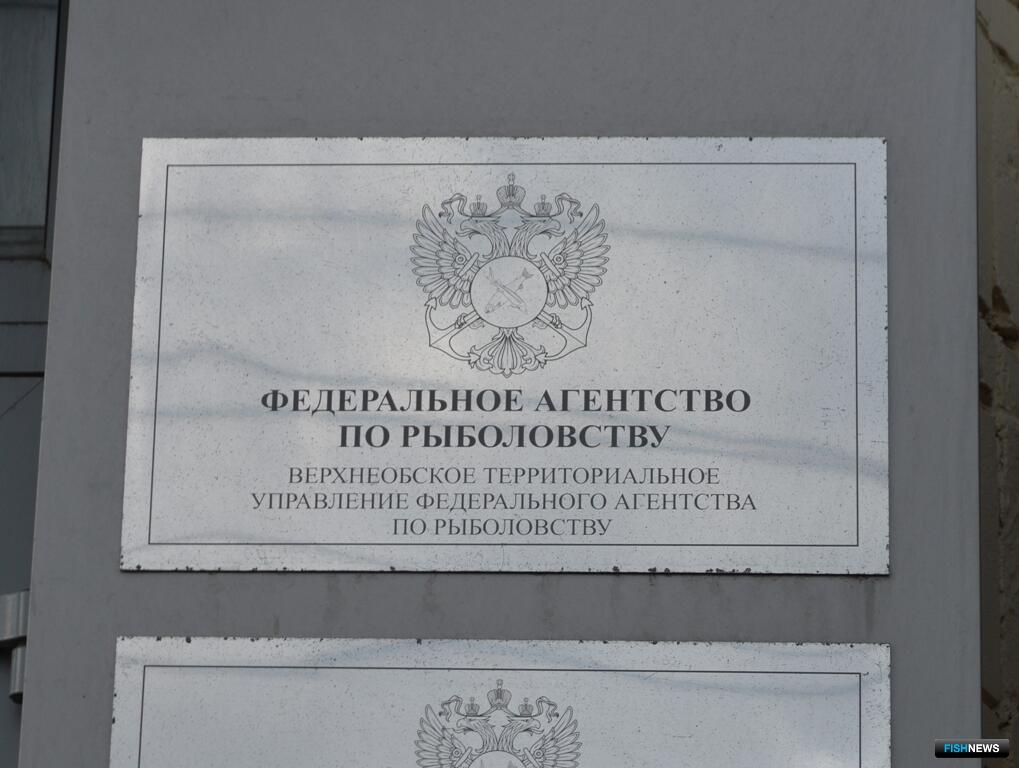 ФЕДЕРАЛЬНОЕ АГЕНТСТВО
ПО РЫБОЛОВСТВУ
ВЕРХНЕОБСКОЕ ТЕРРИТОРИАЛЬНОЕ
УПРАВЛЕНИЕ ФЕДЕРАЛЬНОГО АГЕНТСТВА
ПО РЫБОЛОВСТВУ
FISHNEWS